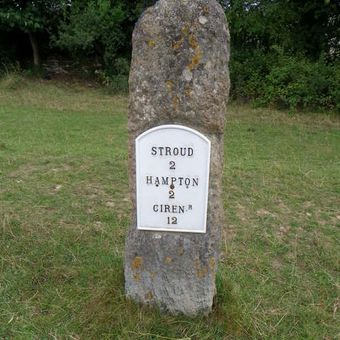 STROUD
2
HAMPTON
2
CIREN.R
12